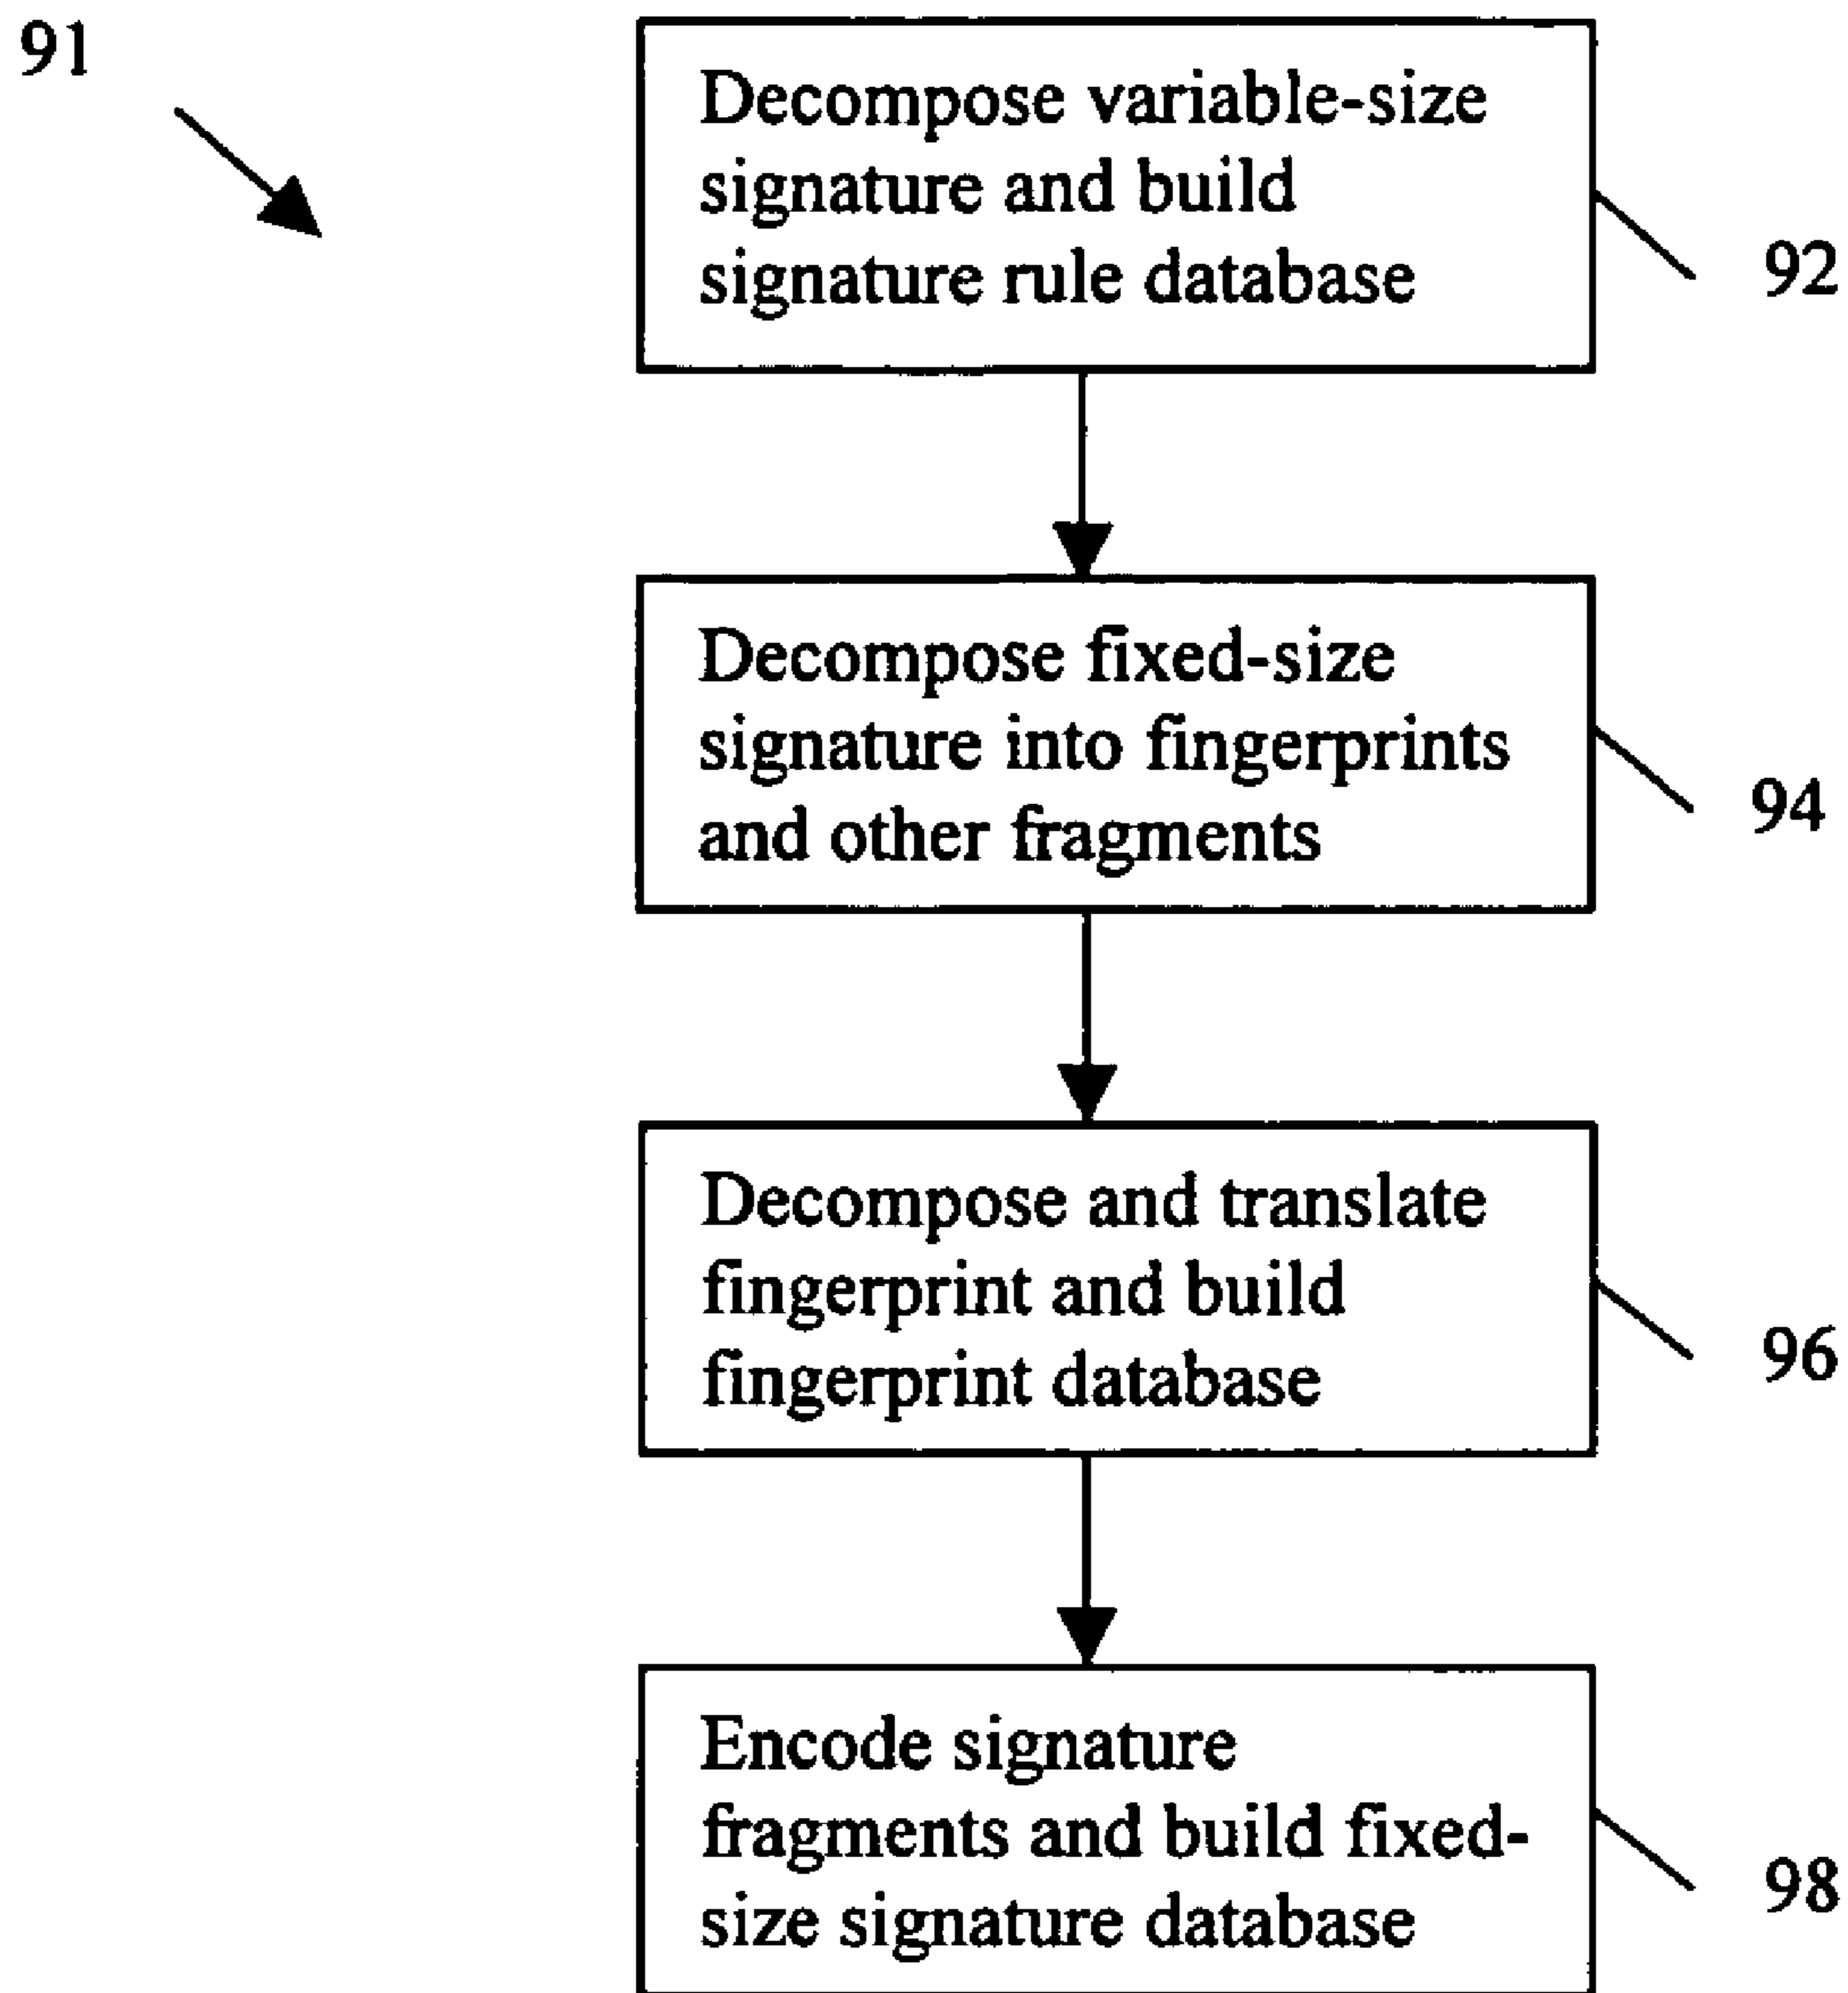 91
Decompose variable-size
signature and build
signature rule database
92
Decompose fixed-size
signature into fingerprints
and other fragments
94
Decompose and translate
fingerprint and build
fingerprint database
96
Encode signature
fragments and build fixed-
size signature database
98